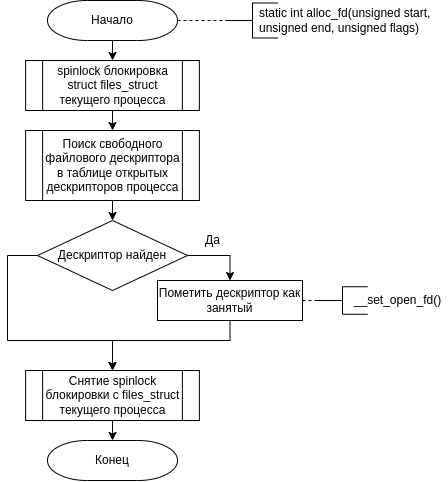 Начало
static int alloc_fd(unsigned start,
unsigned end, unsigned flags)
spinlock блокировка
struct files_struct
текущего процесса
Поиск свободного
файлового дескриптора
в таблице открытых
дескрипторов процесса
Дескриптор найден
Да
Пометить дескриптор как
занятый
__set_open_fd()
Снятие spinlock
блокировки с files_struct
текущего процесса
Конец